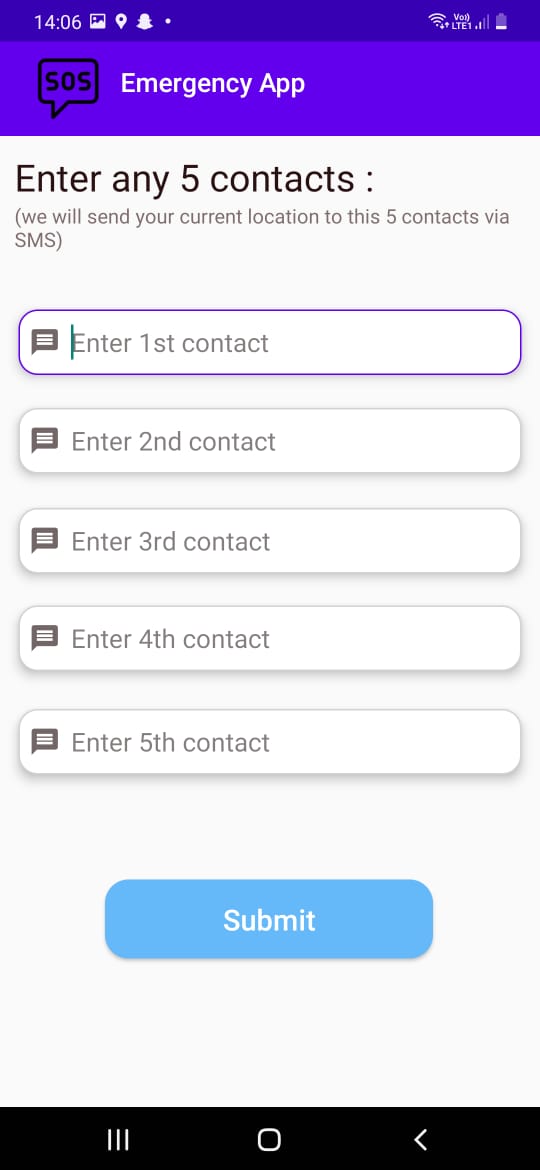 14:06
Vo))
LTE1
SOS
Emergency App
Enter any 5 contacts :
(we will send your current location to this 5 contacts via
SMS)
Enter 1st contact
Enter 2nd contact
Enter 3rd contact
Enter 4th contact
Enter 5th contact
Submit